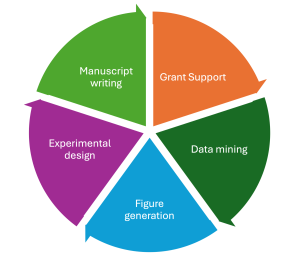 Manuscript
writing
Grant Support
Experimental
design
Data mining
Figure
generation